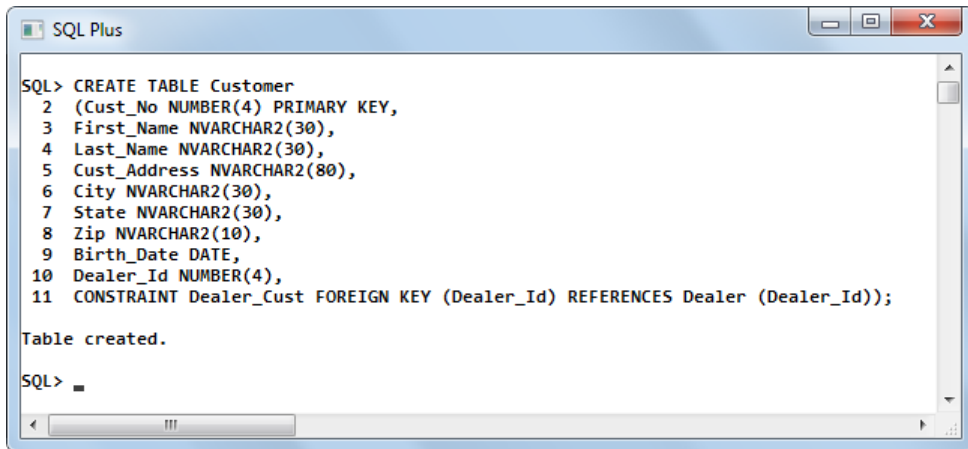 SQL Plus
SQL> CREATE TABLE Customer
2 (Cust_No NUMBER(4) PRIMARY KEY,
3 First_Name NVARCHAR2(30),
4 Last_Name NVARCHAR2(30),
5 Cust_Address NVARCHAR2(80),
6 City NVARCHAR2(30),
7 State NVARCHAR2(30),
8 Zip NVARCHAR2(10),
9 Birth_Date DATE,
10 Dealer_Id NUMBER(4),
11 CONSTRAINT Dealer_Cust FOREIGN KEY (Dealer_Id) REFERENCES Dealer (Dealer_Id));
Table created.
SQL> _